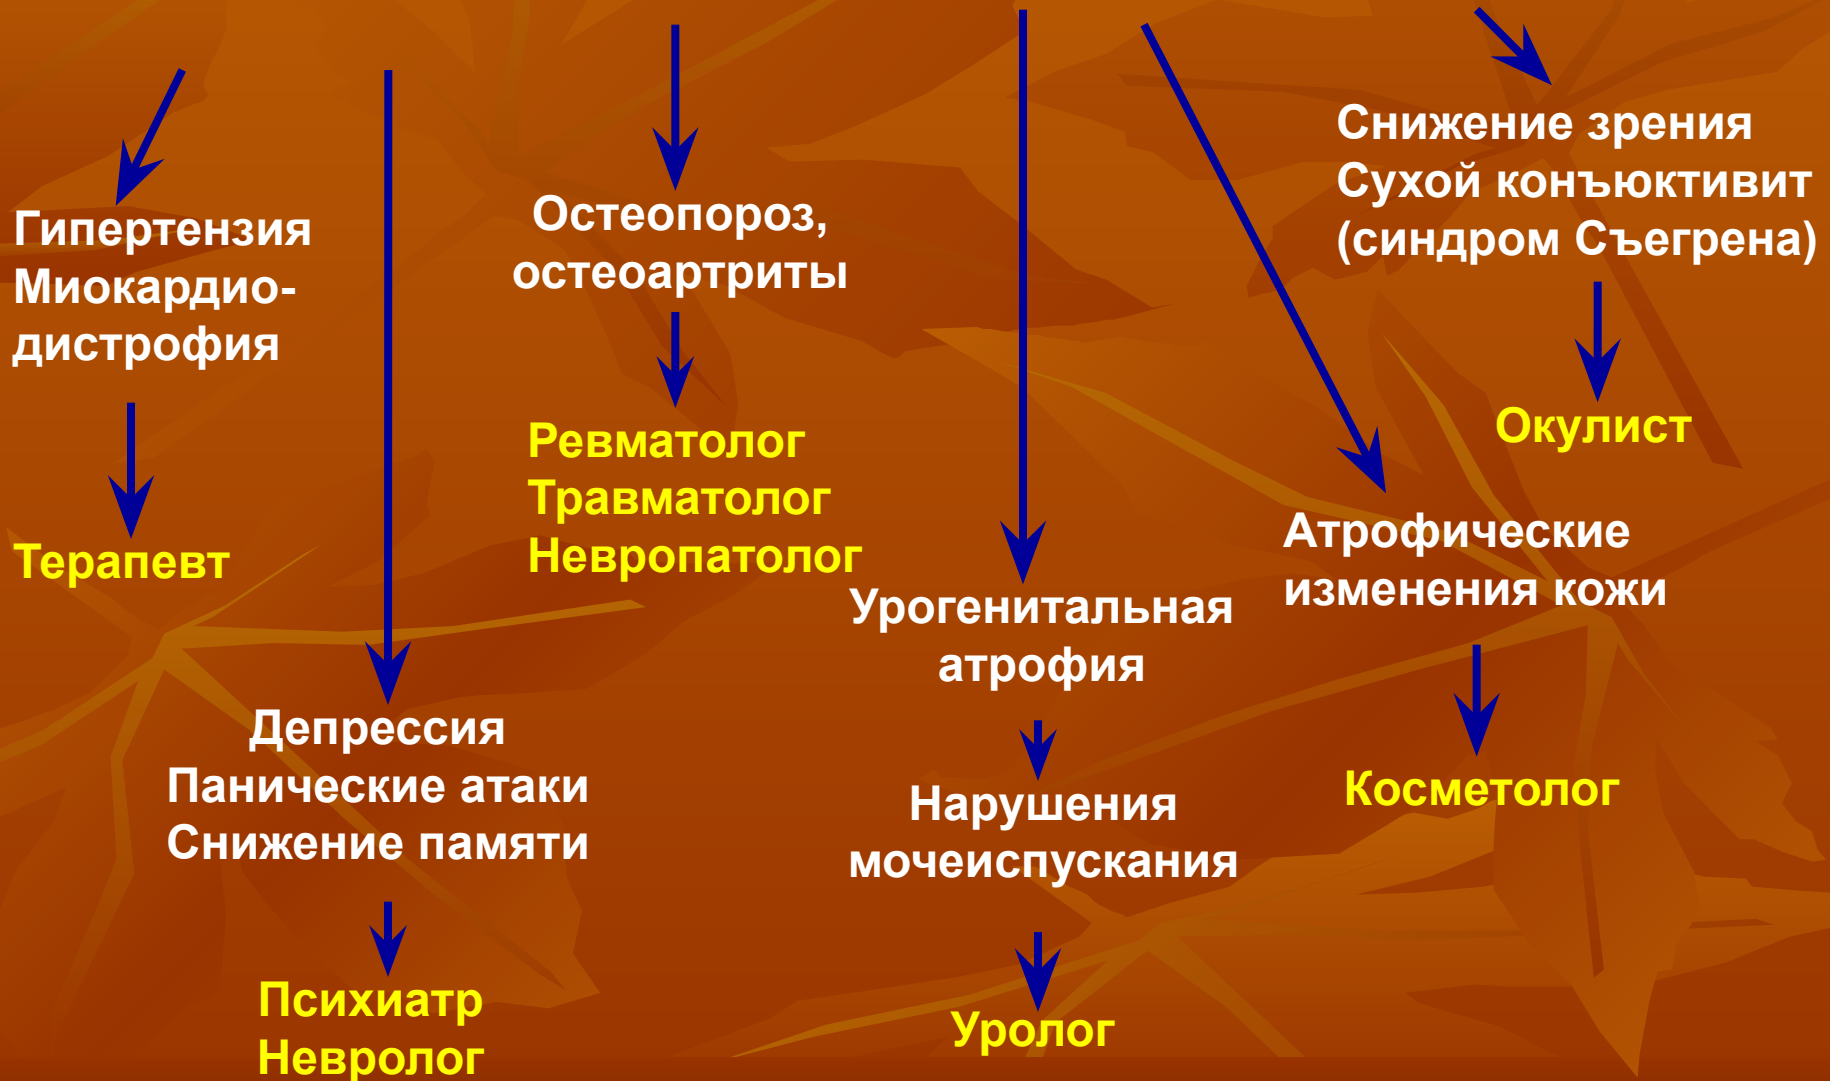 Гипертензия
Миокардио-
дистрофия
Терапевт
Депрессия
Панические атаки
Снижение памяти
Психиатр
Невролог
Остеопороз,
остеоартриты
Ревматолог
Травматолог
Невропатолог
Урогенитальная
атрофия
Нарушения
мочеиспускания
Уролог
Атрофические
изменения кожи
Косметолог
Снижение зрения
Сухой конъюктивит
(синдром Съегрена)
Окулист